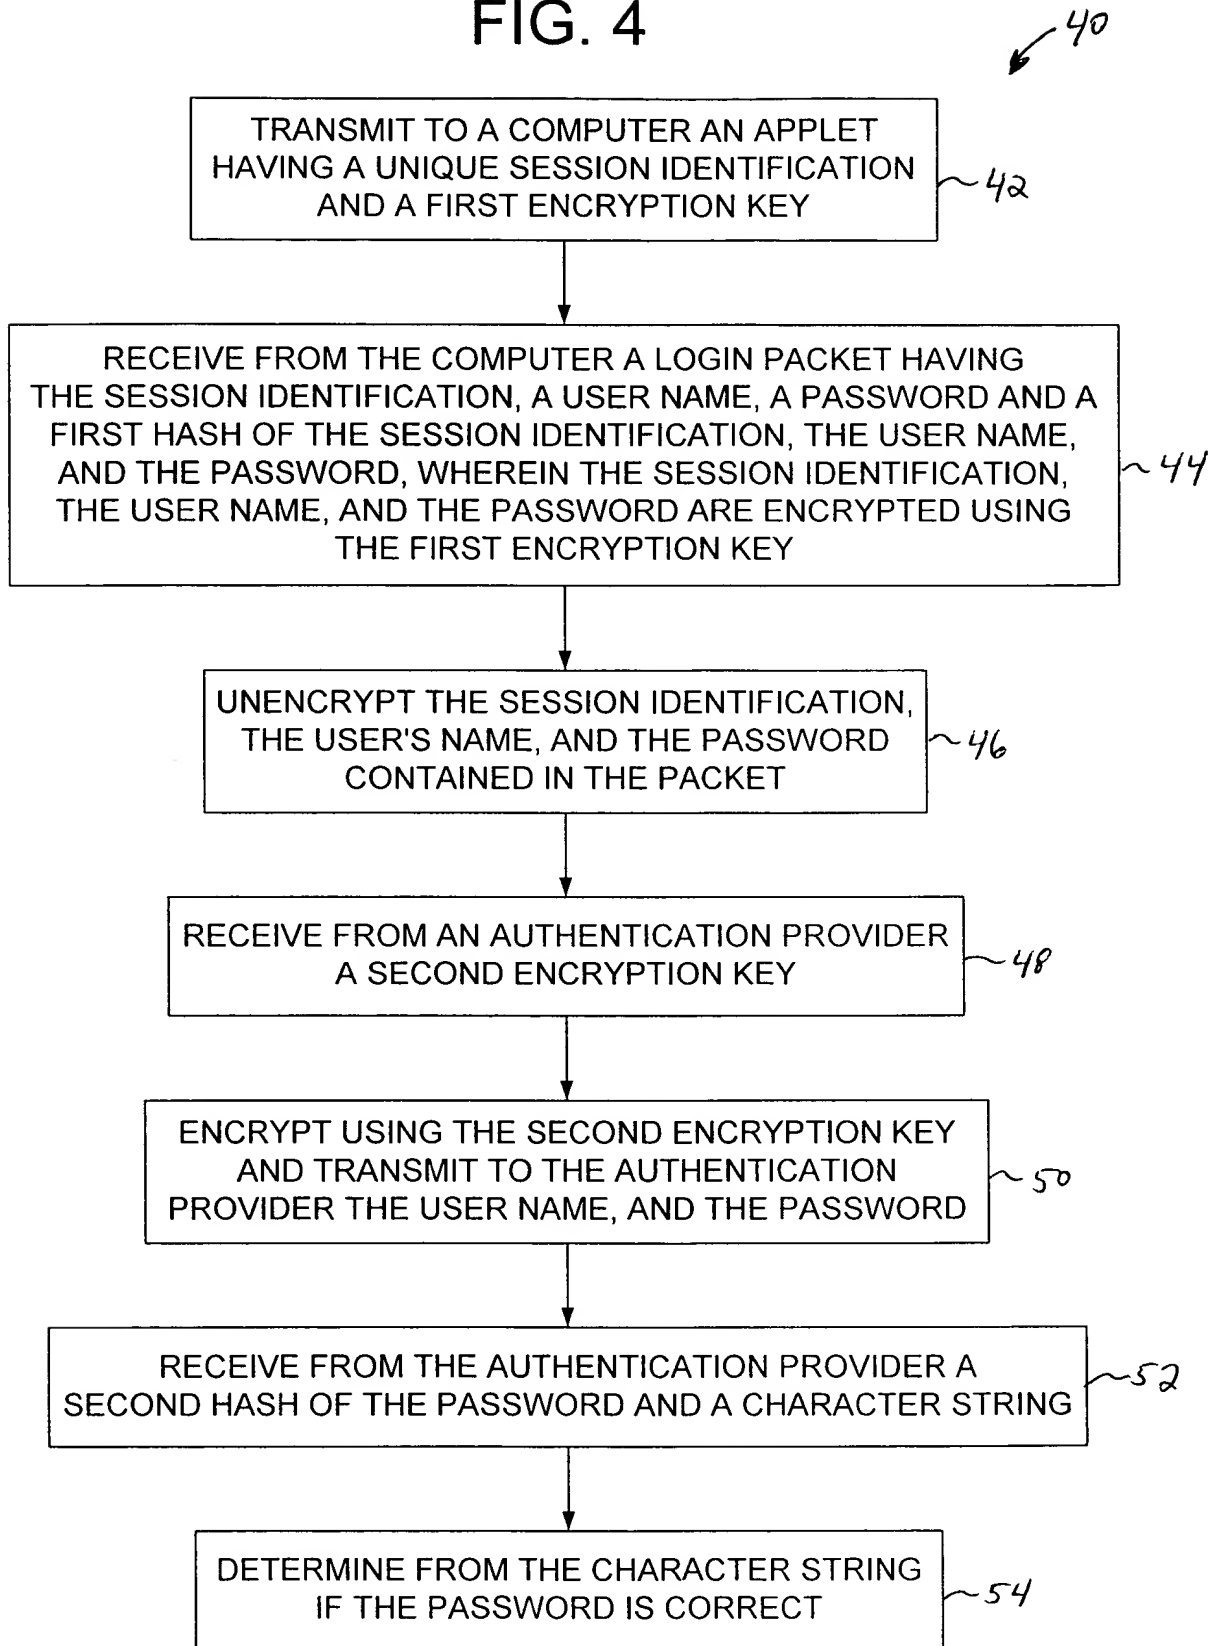 FIG. 4
40
TRANSMIT TO A COMPUTER AN APPLET
HAVING A UNIQUE SESSION IDENTIFICATION
AND A FIRST ENCRYPTION KEY
42
RECEIVE FROM THE COMPUTER A LOGIN PACKET HAVING
THE SESSION IDENTIFICATION, A USER NAME, A PASSWORD AND A
FIRST HASH OF THE SESSION IDENTIFICATION, THE USER NAME,
AND THE PASSWORD, WHEREIN THE SESSION IDENTIFICATION,
THE USER NAME, AND THE PASSWORD ARE ENCRYPTED USING
THE FIRST ENCRYPTION KEY
44
UNENCRYPT THE SESSION IDENTIFICATION,
THE USER'S NAME, AND THE PASSWORD
CONTAINED IN THE PACKET
46
RECEIVE FROM AN AUTHENTICATION PROVIDER
A SECOND ENCRYPTION KEY
48
ENCRYPT USING THE SECOND ENCRYPTION KEY
AND TRANSMIT TO THE AUTHENTICATION
PROVIDER THE USER NAME, AND THE PASSWORD
50
RECEIVE FROM THE AUTHENTICATION PROVIDER A
SECOND HASH OF THE PASSWORD AND A CHARACTER STRING
52
DETERMINE FROM THE CHARACTER STRING
IF THE PASSWORD IS CORRECT
54